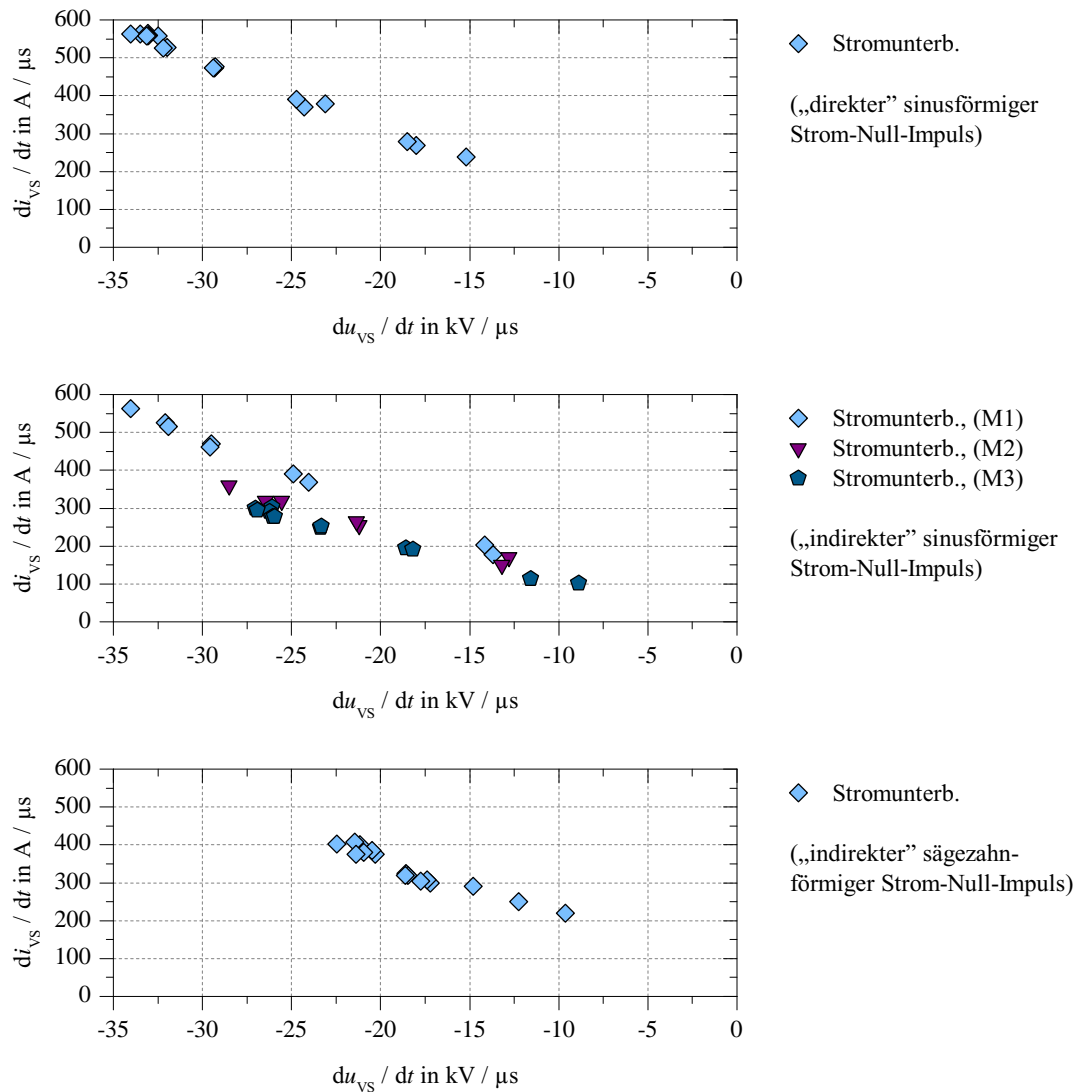 600
500
400
300
200
100
0
-35 -30 -25 -20 -15 -10 -5 0
di_VS / dt in A / µs
du_VS / dt in kV / µs
Stromunterb.
(„direkter” sinusförmiger
Strom-Null-Impuls)
600
500
400
300
200
100
0
-35 -30 -25 -20 -15 -10 -5 0
di_VS / dt in A / µs
du_VS / dt in kV / µs
Stromunterb., (M1)
Stromunterb., (M2)
Stromunterb., (M3)
(„indirekter” sinusförmiger
Strom-Null-Impuls)
600
500
400
300
200
100
0
-35 -30 -25 -20 -15 -10 -5 0
di_VS / dt in A / µs
du_VS / dt in kV / µs
Stromunterb.
(„indirekter” sägezahn-
förmiger Strom-Null-Impuls)